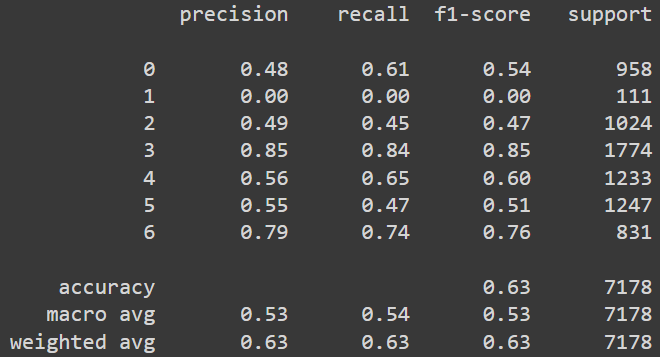 precision recall f1-score support
0 0.48 0.61 0.54 958
1 0.00 0.00 0.00 111
2 0.49 0.45 0.47 1024
3 0.85 0.84 0.85 1774
4 0.56 0.65 0.60 1233
5 0.55 0.47 0.51 1247
6 0.79 0.74 0.76 831
accuracy 0.63 7178
macro avg 0.53 0.54 0.53 7178
weighted avg 0.63 0.63 0.63 7178